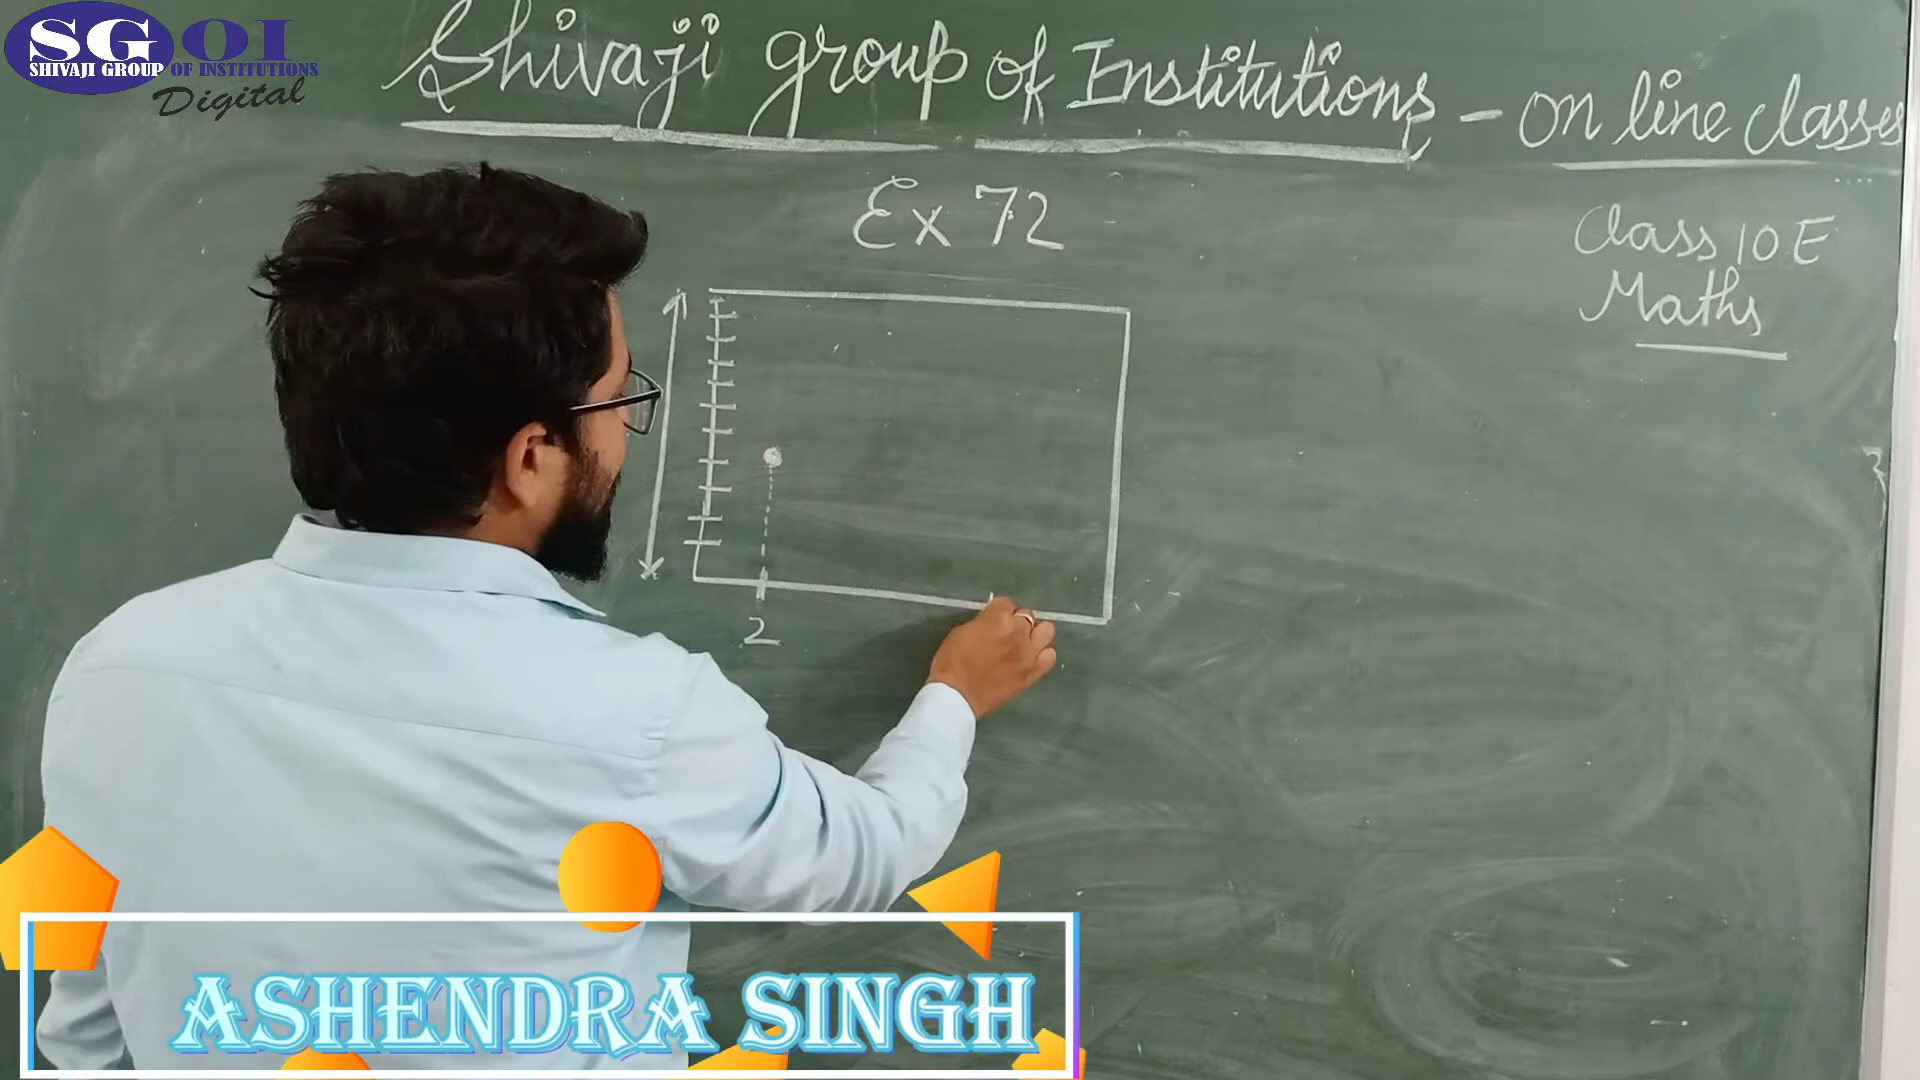 SGOI
SHIVAJI GROUP OF INSTITUTIONS
Digital
Shivaji group of Institutions - on line classes
Ex 7.2
Class 10 E
Maths
2
ASHENDRA SINGH